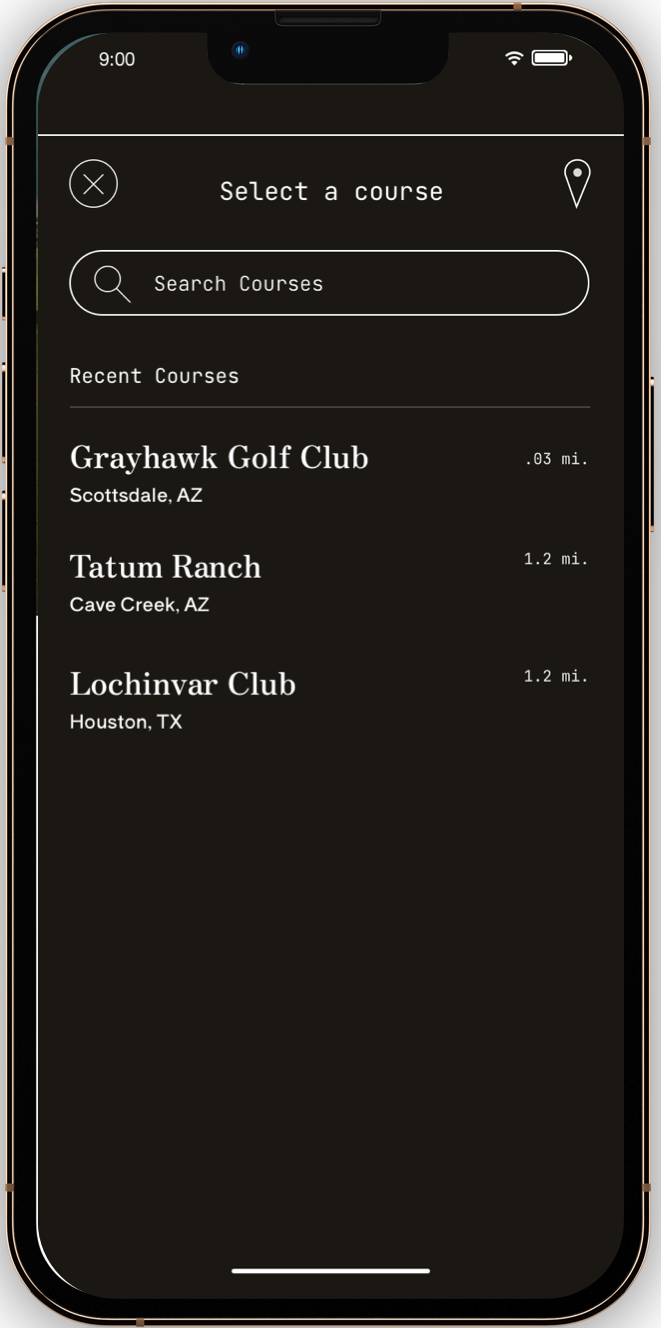 9:00
Select a course
Search Courses
Recent Courses
Grayhawk Golf Club
.03 mi.
Scottsdale, AZ
Tatum Ranch
1.2 mi.
Cave Creek, AZ
Lochinvar Club
1.2 mi.
Houston, TX